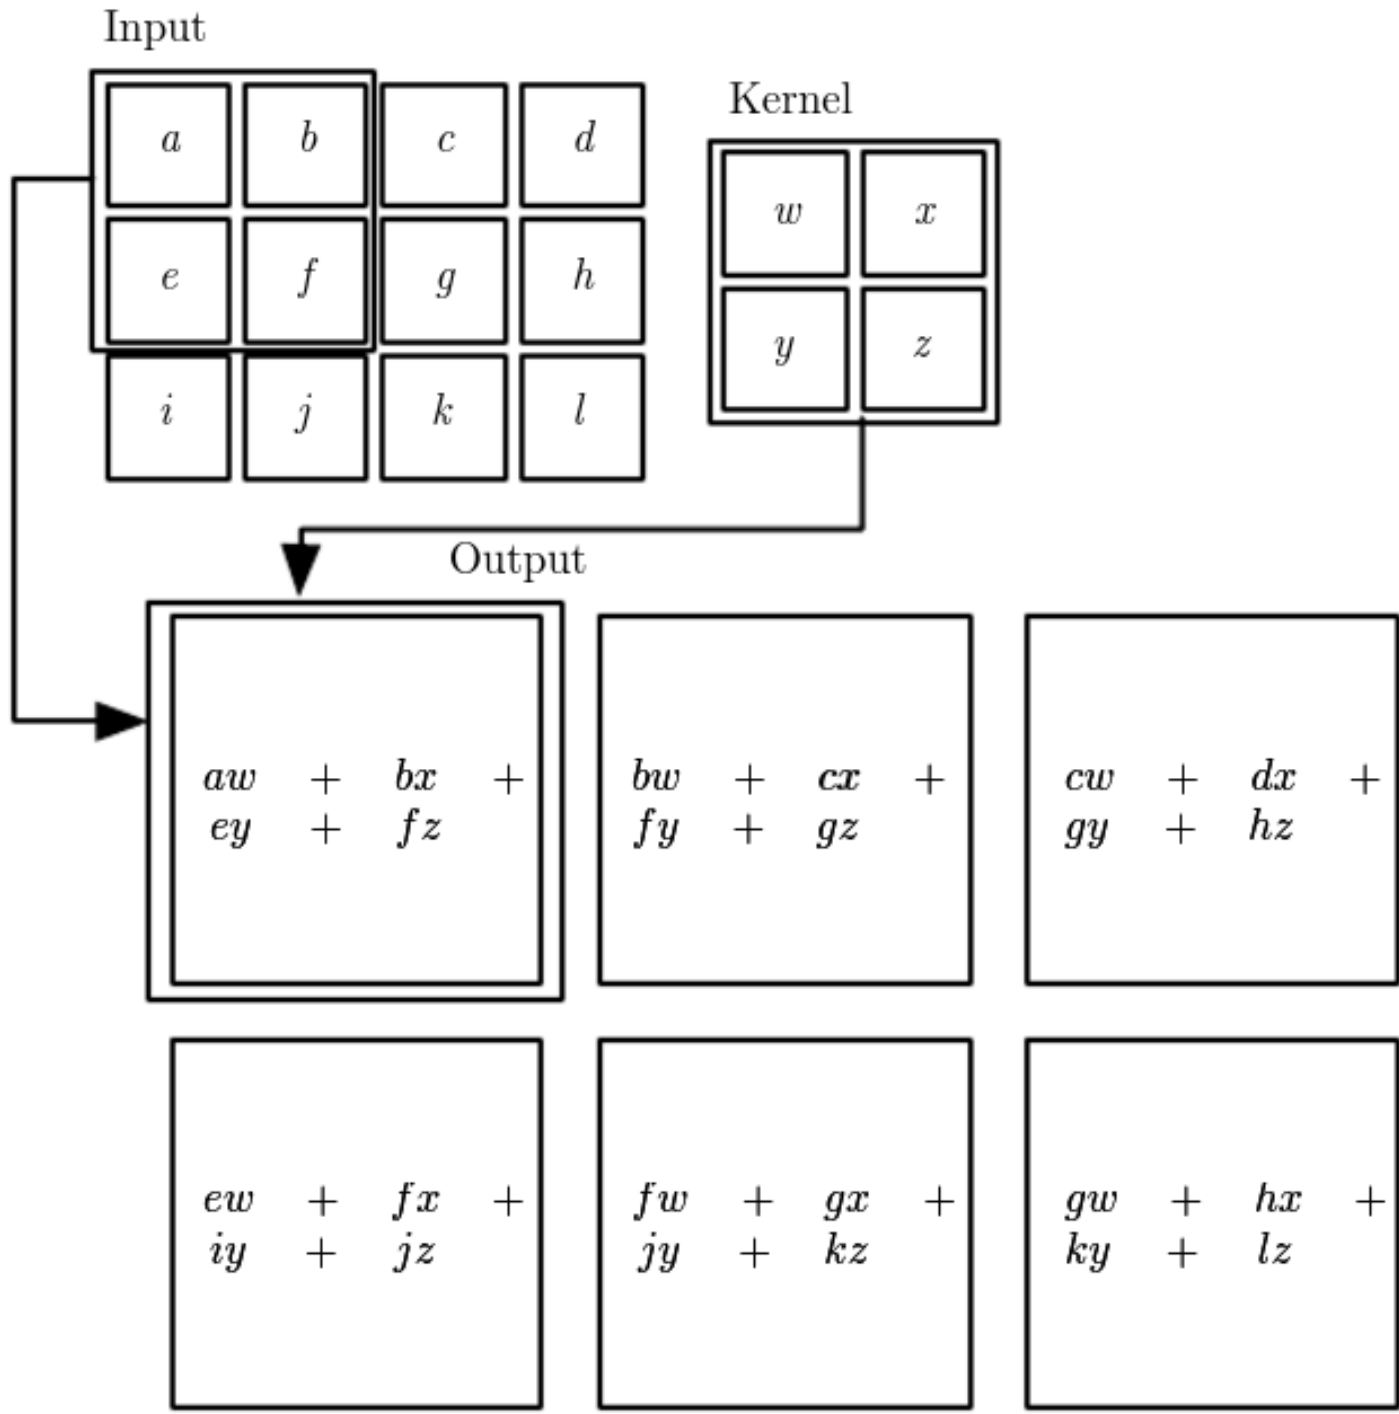 Input
a b c d
e f g h
i j k l
Kernel
w x
y z
Output
aw + bx +
ey + fz
bw + cx +
fy + gz
cw + dx +
gy + hz
ew + fx +
iy + jz
fw + gx +
jy + kz
gw + hx +
ky + lz